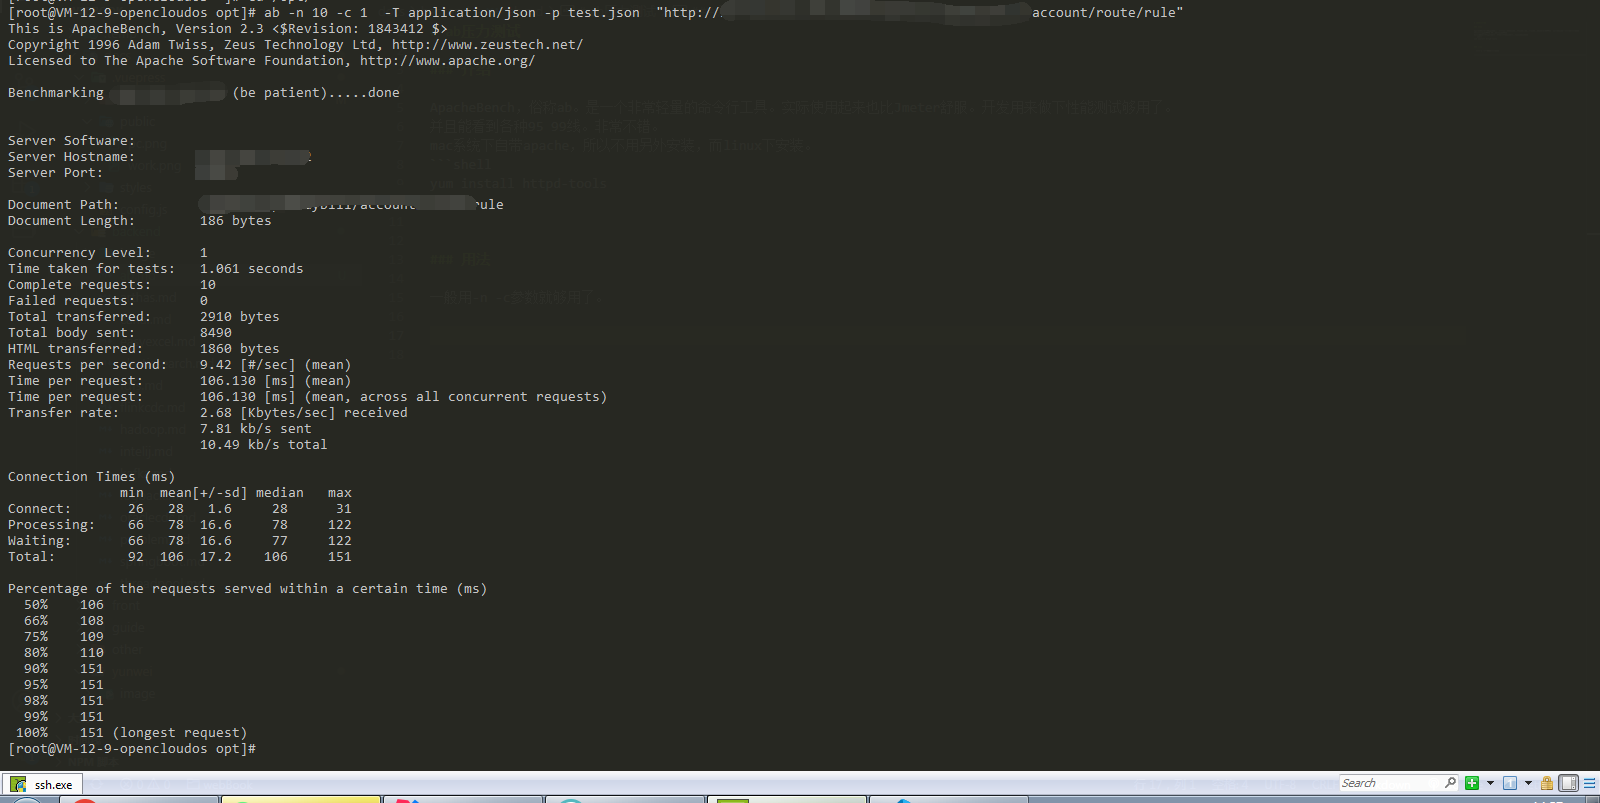 [root@VM-12-9-opencloudos opt]# ab -n 10 -c 1  -T application/json -p test.json  "http://account/route/rule"
This is ApacheBench, Version 2.3 <$Revision: 1843412 $>
Copyright 1996 Adam Twiss, Zeus Technology Ltd, http://www.zeustech.net/
Licensed to The Apache Software Foundation, http://www.apache.org/
Benchmarking (be patient).....done
Server Software:
Server Hostname:
Server Port:
Document Path: rule
Document Length: 186 bytes
Concurrency Level: 1
Time taken for tests: 1.061 seconds
Complete requests: 10
Failed requests: 0
Total transferred: 2910 bytes
Total body sent: 8490
HTML transferred: 1860 bytes
Requests per second: 9.42 [#/sec] (mean)
Time per request: 106.130 [ms] (mean)
Time per request: 106.130 [ms] (mean, across all concurrent requests)
Transfer rate: 2.68 [Kbytes/sec] received
7.81 kb/s sent
10.49 kb/s total
Connection Times (ms)
min mean[+/-sd] median max
Connect: 26 28 1.6 28 31
Processing: 66 78 16.6 78 122
Waiting: 66 78 16.6 77 122
Total: 92 106 17.2 106 151
Percentage of the requests served within a certain time (ms)
50% 106
66% 108
75% 109
80% 110
90% 151
95% 151
98% 151
99% 151
100% 151 (longest request)
[root@VM-12-9-opencloudos opt]#
ssh.exe
Search